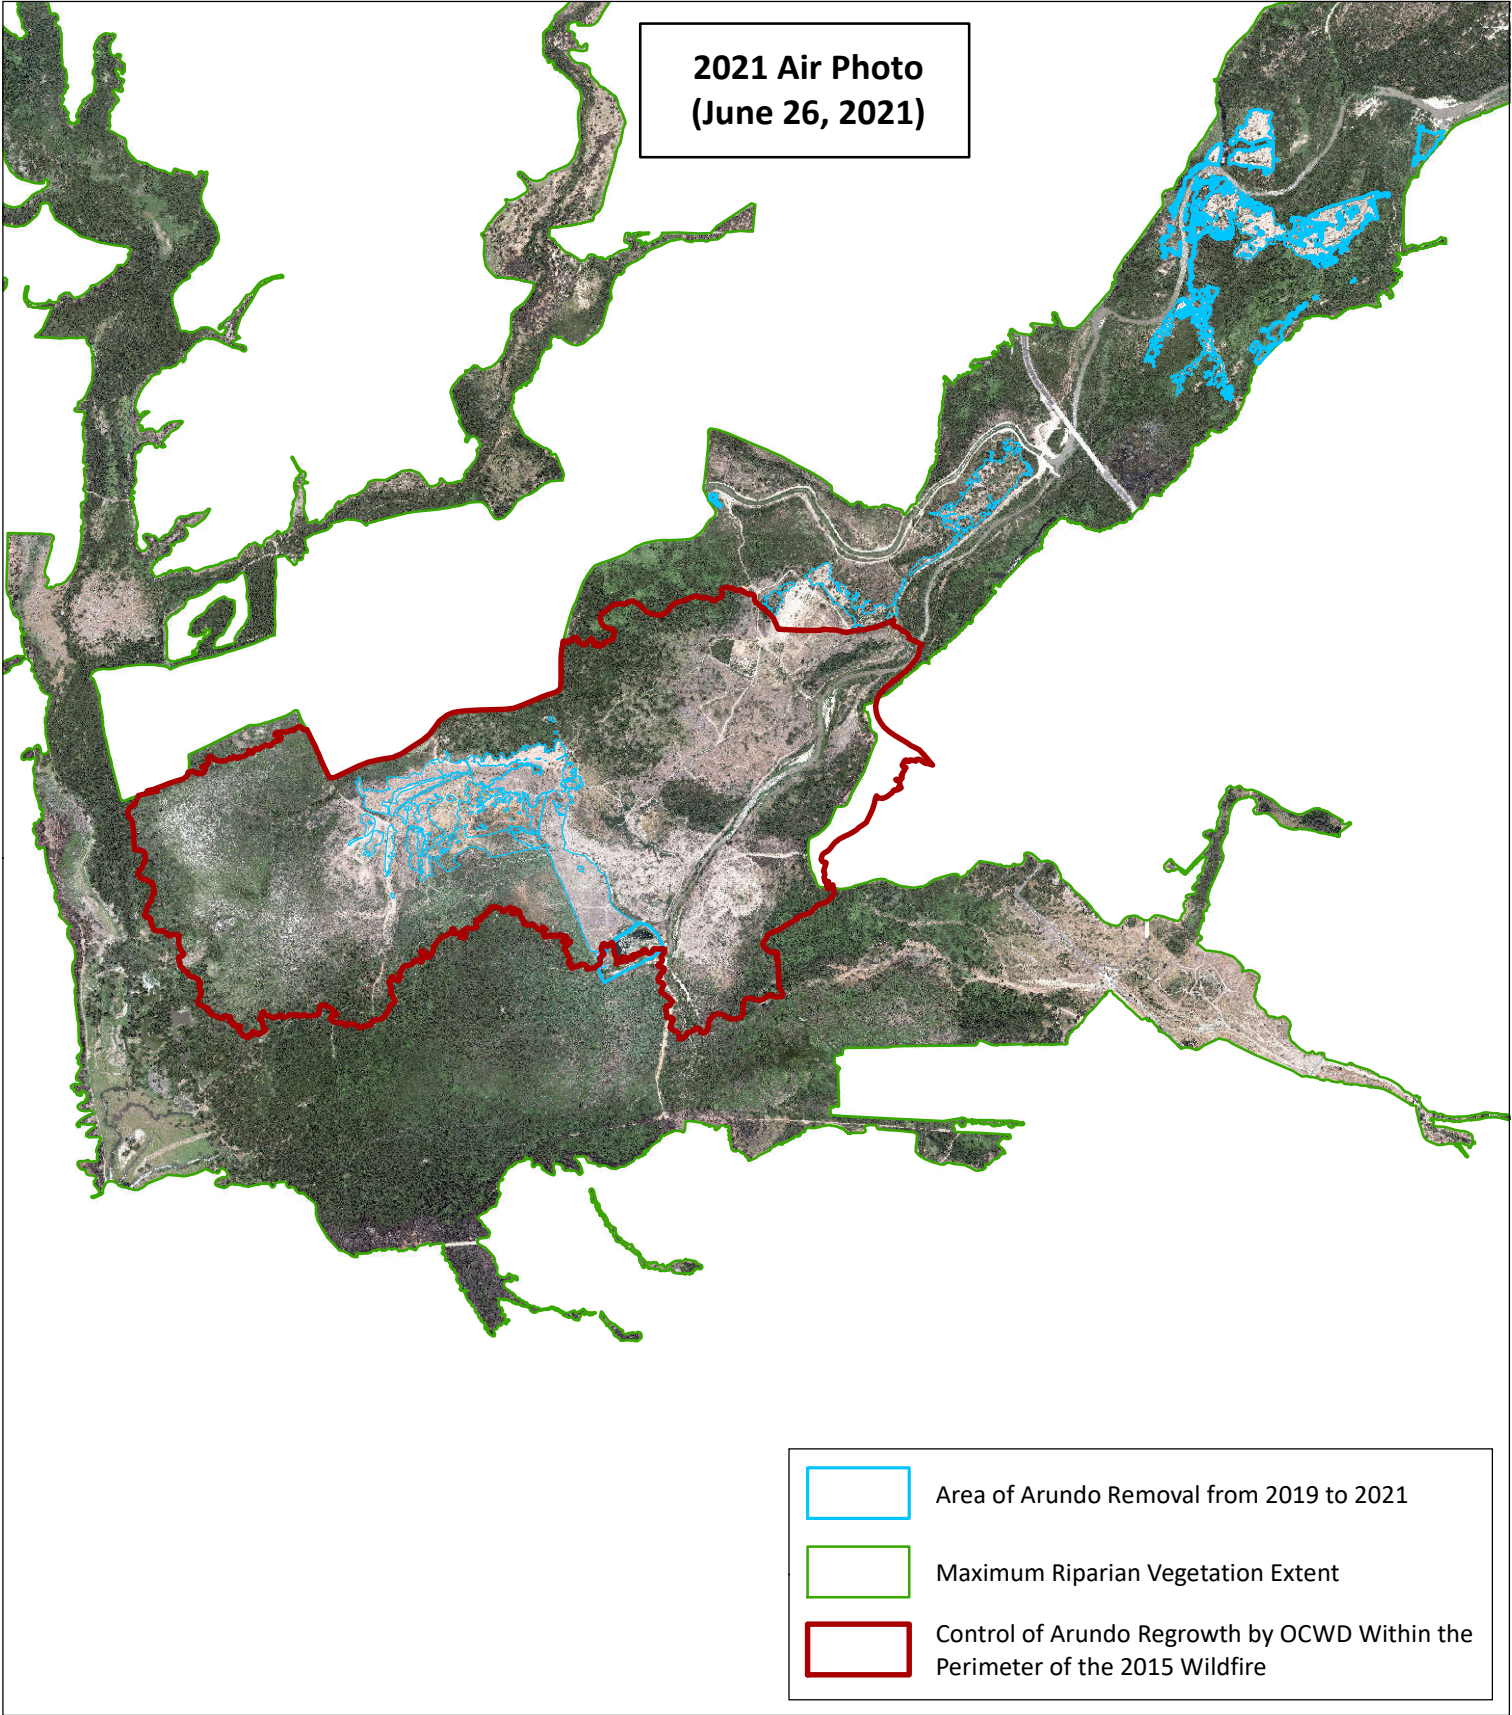 2021 Air Photo
(June 26, 2021)
Area of Arundo Removal from 2019 to 2021
Maximum Riparian Vegetation Extent
Control of Arundo Regrowth by OCWD Within the
Perimeter of the 2015 Wildfire